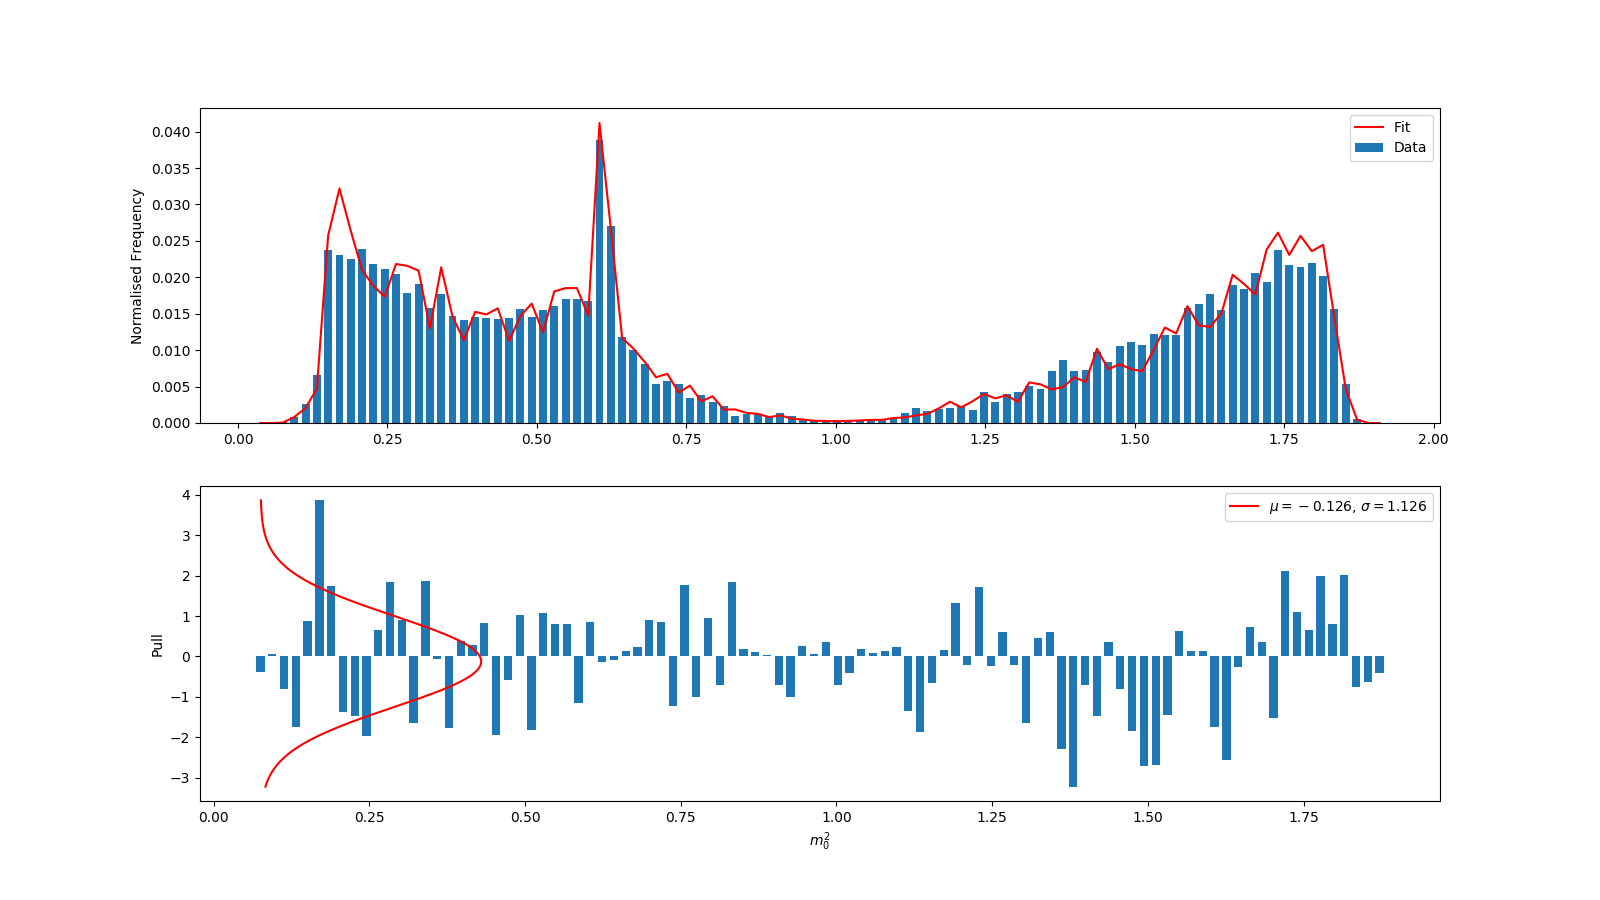 Normalised Frequency
0.040
0.035
0.030
0.025
0.020
0.015
0.010
0.005
0.000
Fit
Data
0.00 0.25 0.50 0.75 1.00 1.25 1.50 1.75 2.00
Pull
4
3
2
1
0
−1
−2
−3
μ = −0.126, σ = 1.126
0.00 0.25 0.50 0.75 1.00 1.25 1.50 1.75
m₀²